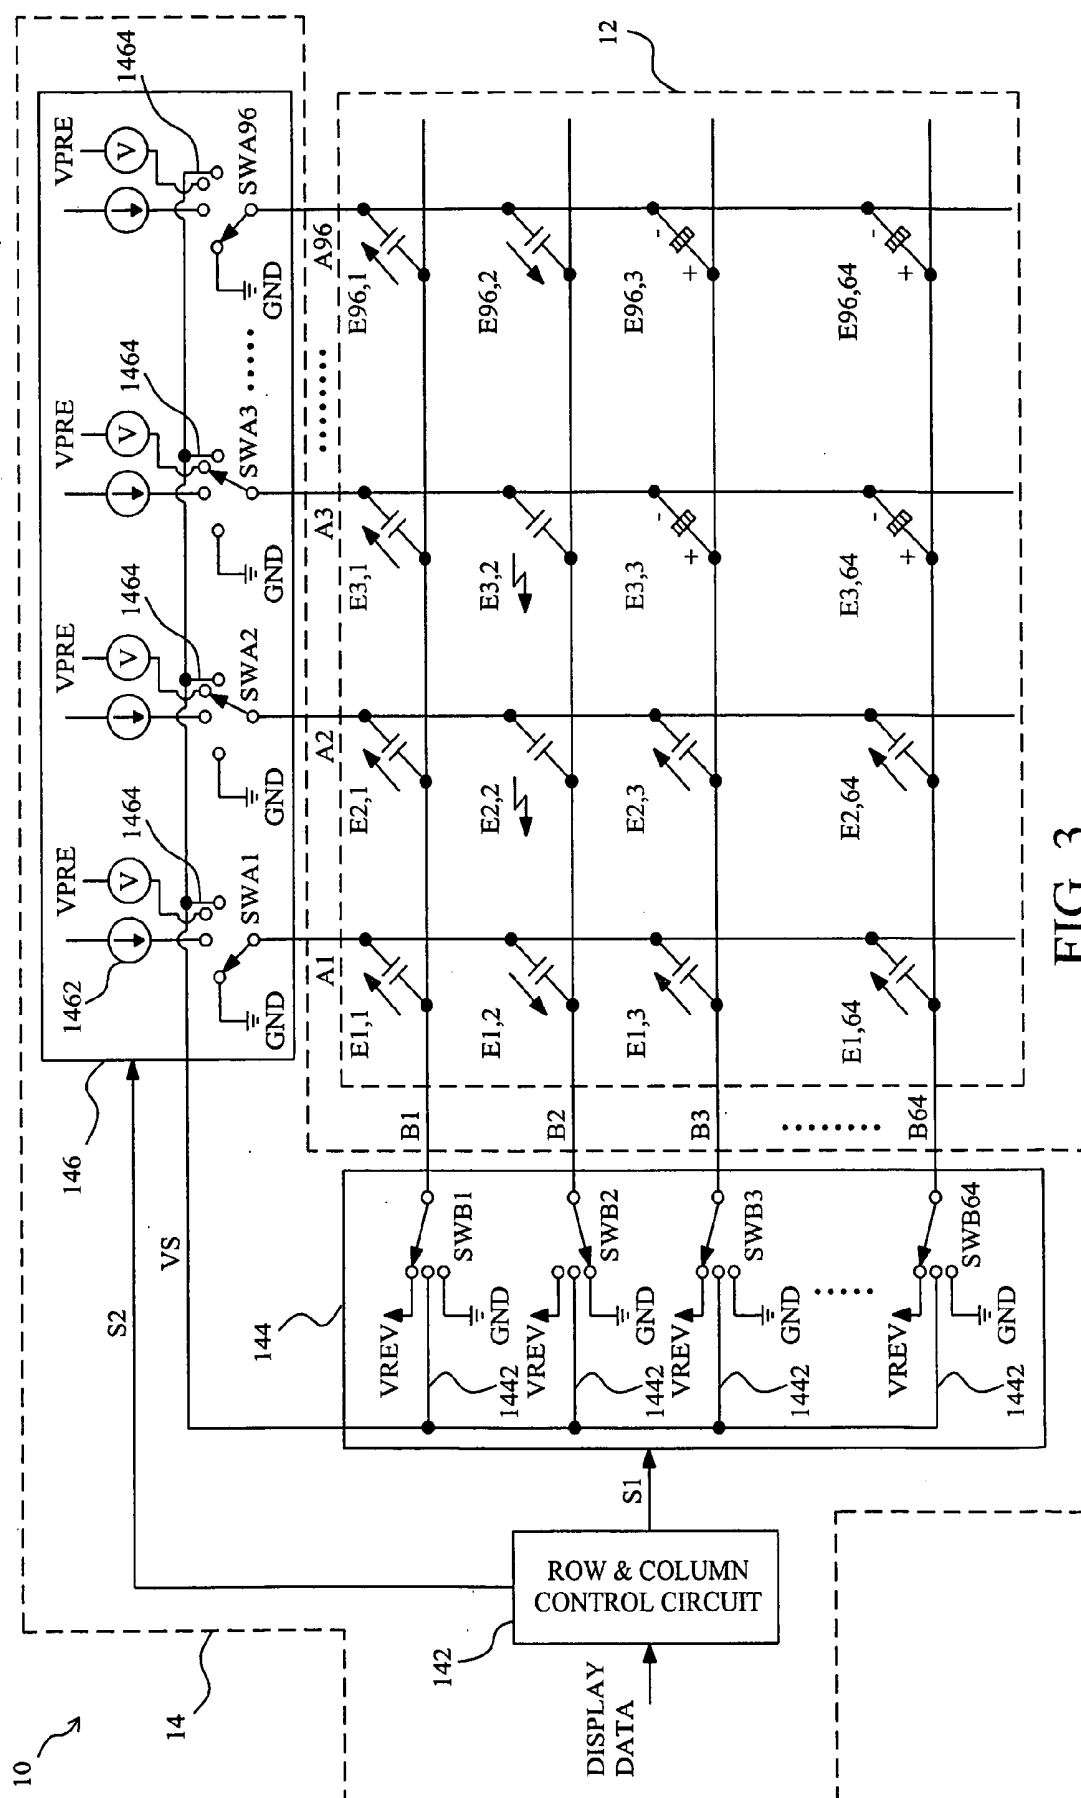 10
14
146
1462
GND
VPRE
V
1464
SWA1
GND
VPRE
V
1464
SWA2
GND
VPRE
V
1464
SWA3
GND
VPRE
V
1464
SWA96
S2
VS
A1
A2
A3
A96
12
144
VREV
1442
GND
SWB1
B1
E1,1
E2,1
E3,1
E96,1
VREV
1442
GND
SWB2
B2
E1,2
E2,2
E3,2
E96,2
VREV
1442
GND
SWB3
B3
E1,3
E2,3
E3,3
+ -
E96,3
+ -
VREV
1442
GND
SWB64
B64
E1,64
E2,64
E3,64
+ -
E96,64
+ -
142
ROW & COLUMN
CONTROL CIRCUIT
S1
DISPLAY
DATA
FIG. 3